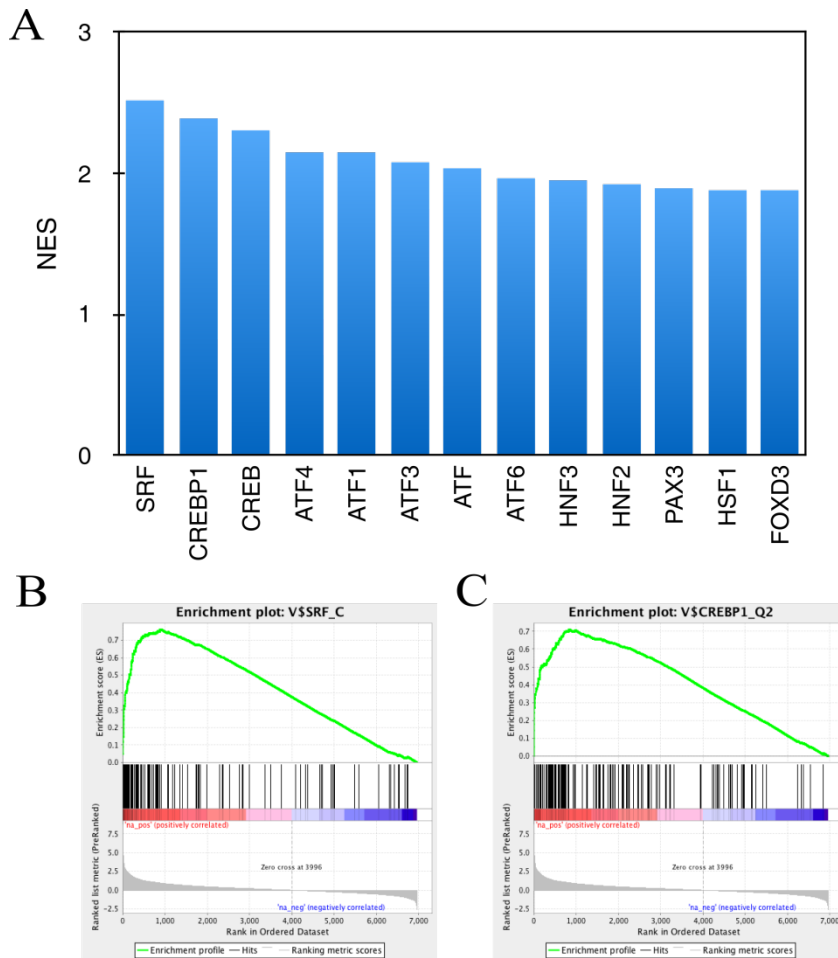 A
3
2
1
0
NES
SRF
CREBP1
CREB
ATF4
ATF1
ATF3
ATF
ATF6
HNF3
HNF2
PAX3
HSF1
FOXD3
B
Enrichment plot: V$SRF_C
Enrichment score (ES)
0.7
0.6
0.5
0.4
0.3
0.2
0.1
0.0
'na_pos' (positively correlated)
Ranked list metric (PreRanked)
7.5
5.0
2.5
0.0
-2.5
Zero cross at 3996
'na_neg' (negatively correlated)
0 1,000 2,000 3,000 4,000 5,000 6,000 7,000
Rank in Ordered Dataset
Enrichment profile Hits Ranking metric scores
C
Enrichment plot: V$CREBP1_Q2
Enrichment score (ES)
0.7
0.6
0.5
0.4
0.3
0.2
0.1
0.0
'na_pos' (positively correlated)
Ranked list metric (PreRanked)
7.5
5.0
2.5
0.0
-2.5
Zero cross at 3996
'na_neg' (negatively correlated)
0 1,000 2,000 3,000 4,000 5,000 6,000 7,000
Rank in Ordered Dataset
Enrichment profile Hits Ranking metric scores